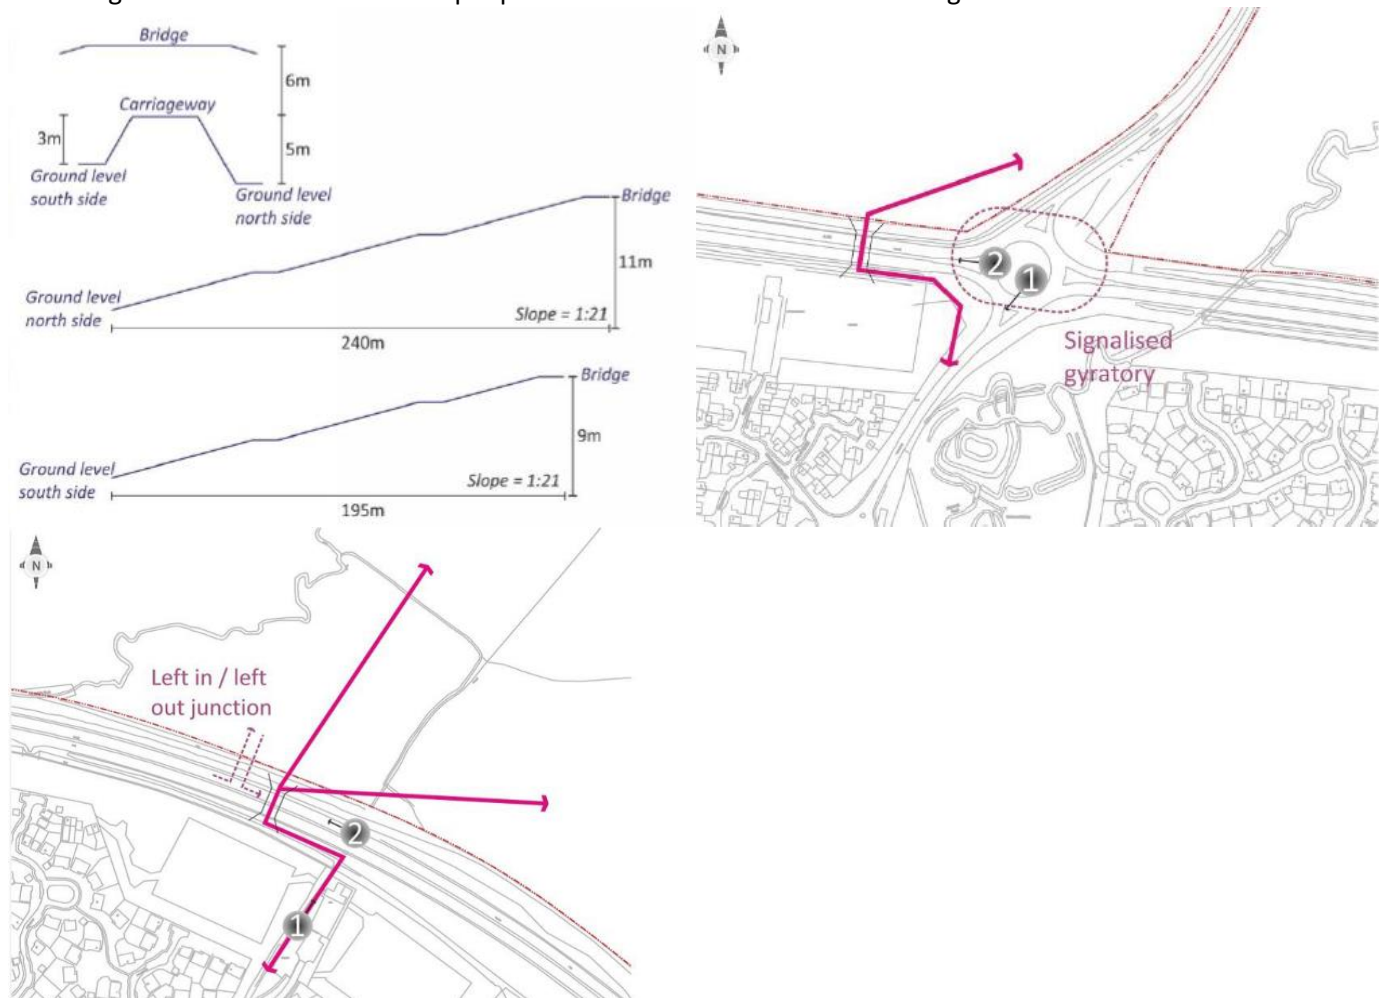 Bridge
6m
Carriageway
3m
5m
Ground level
south side
Ground level
north side
Bridge
11m
Ground level
north side
Slope = 1:21
240m
Bridge
9m
Ground level
south side
Slope = 1:21
195m
N
2
1
Signalised
gyratory
N
Left in / left
out junction
2
1